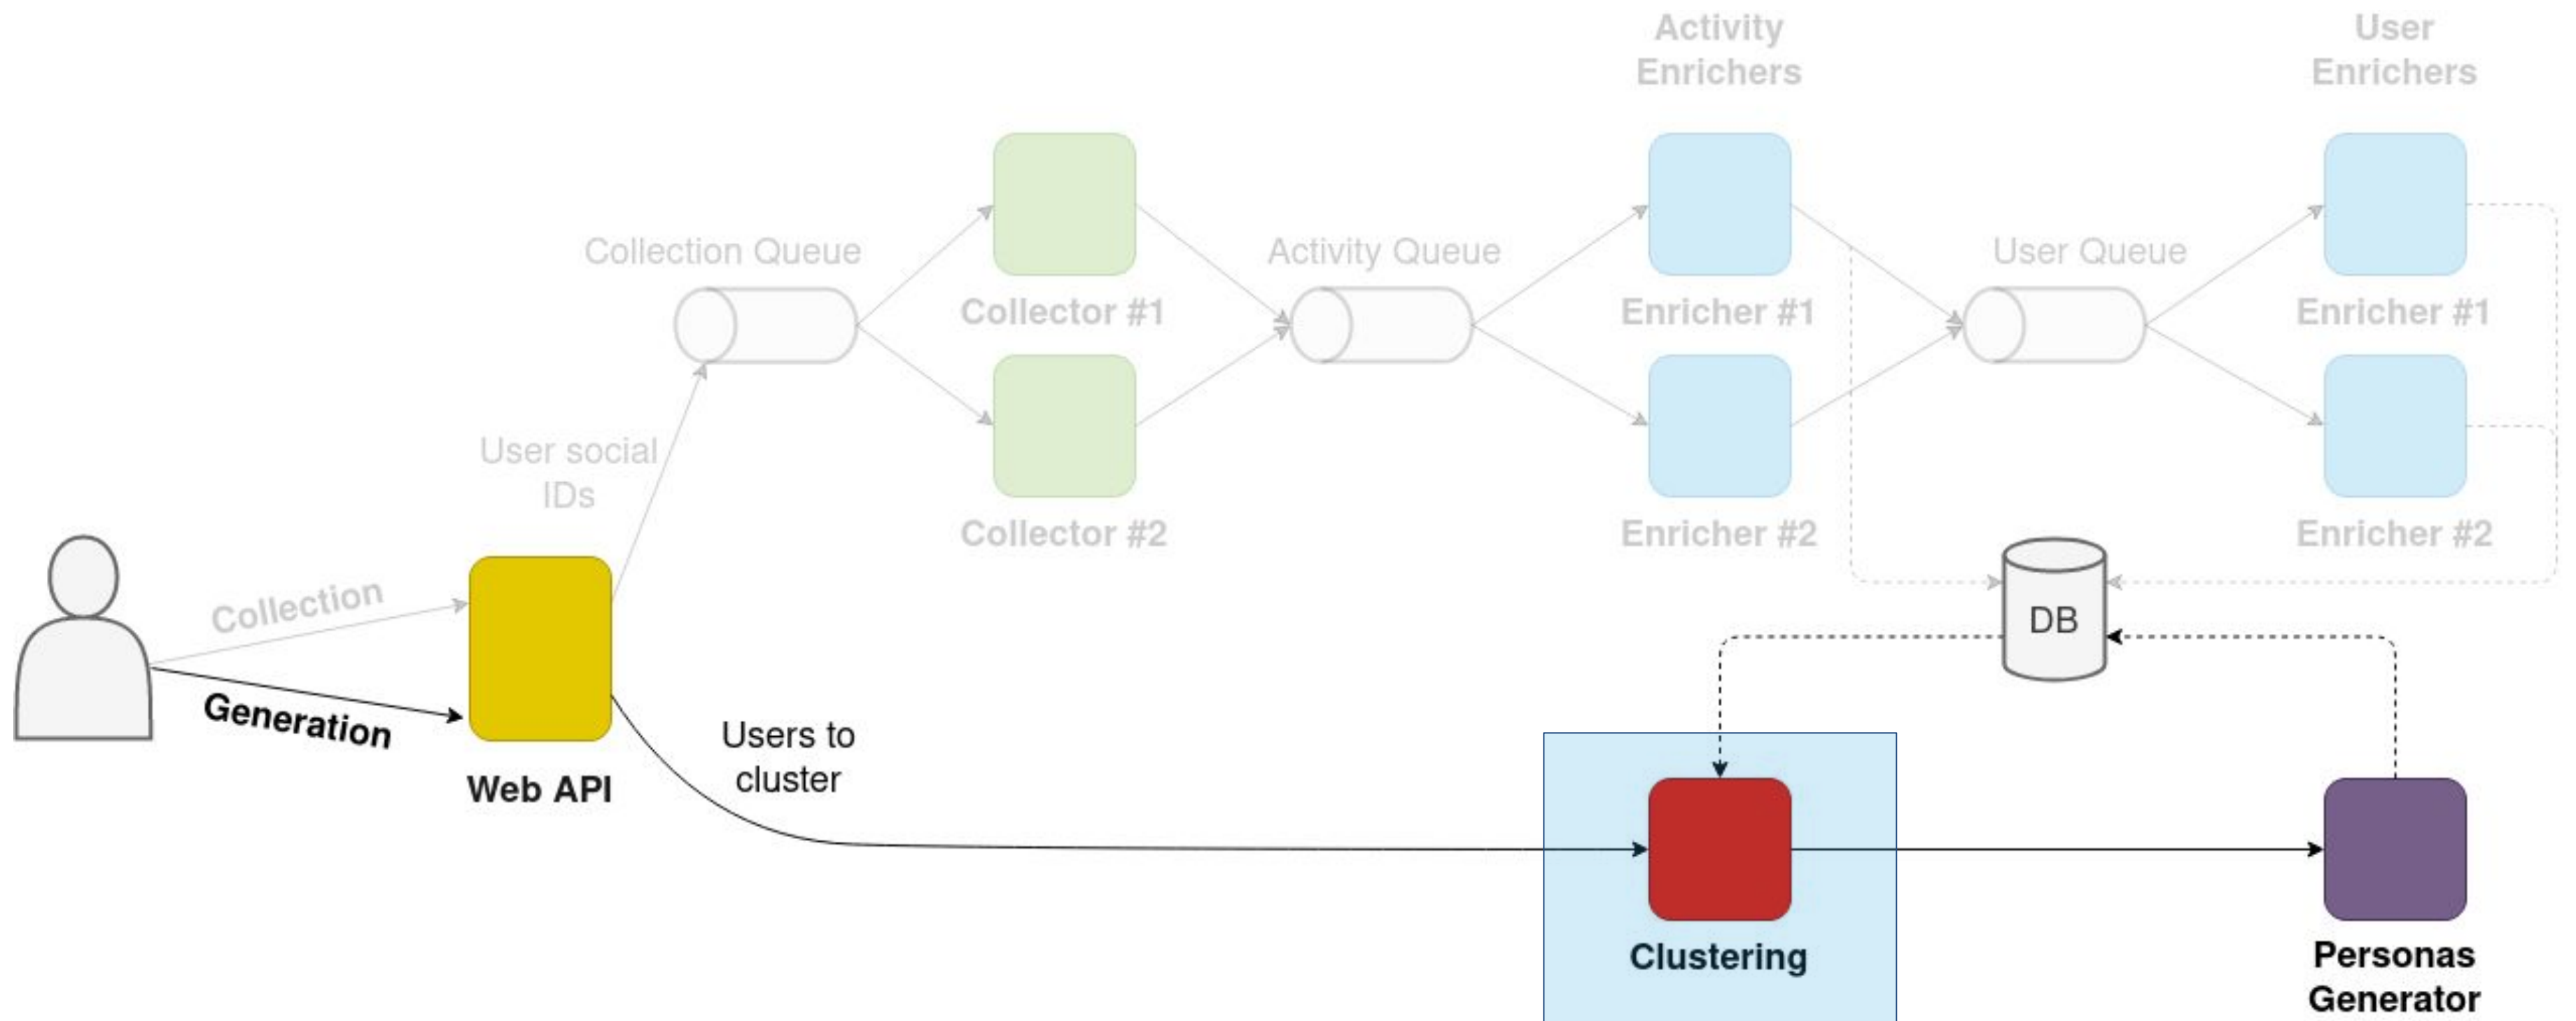 Activity
Enrichers
User
Enrichers
Collection Queue
Activity Queue
User Queue
Collector #1
Enricher #1
Enricher #1
User social
IDs
Collector #2
Enricher #2
Enricher #2
Collection
DB
Generation
Users to
cluster
Web API
Clustering
Personas
Generator